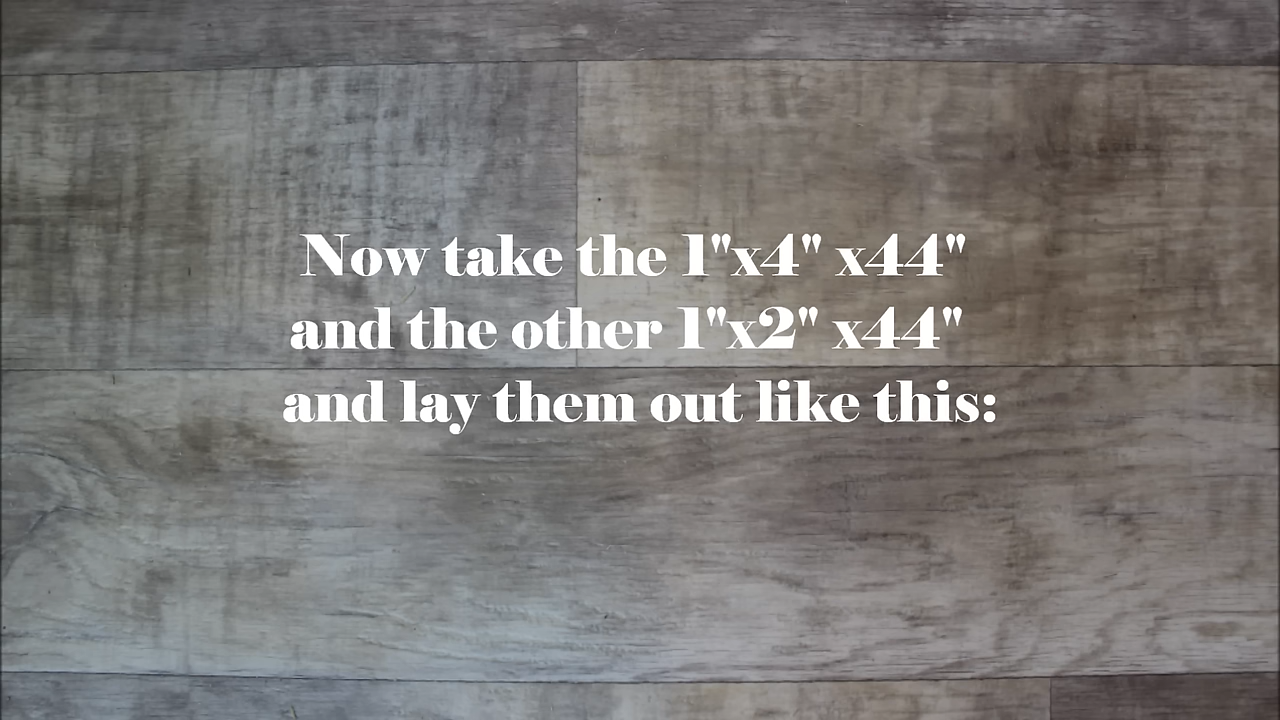 Now take the 1"x4" x44"
and the other 1"x2" x44"
and lay them out like this: